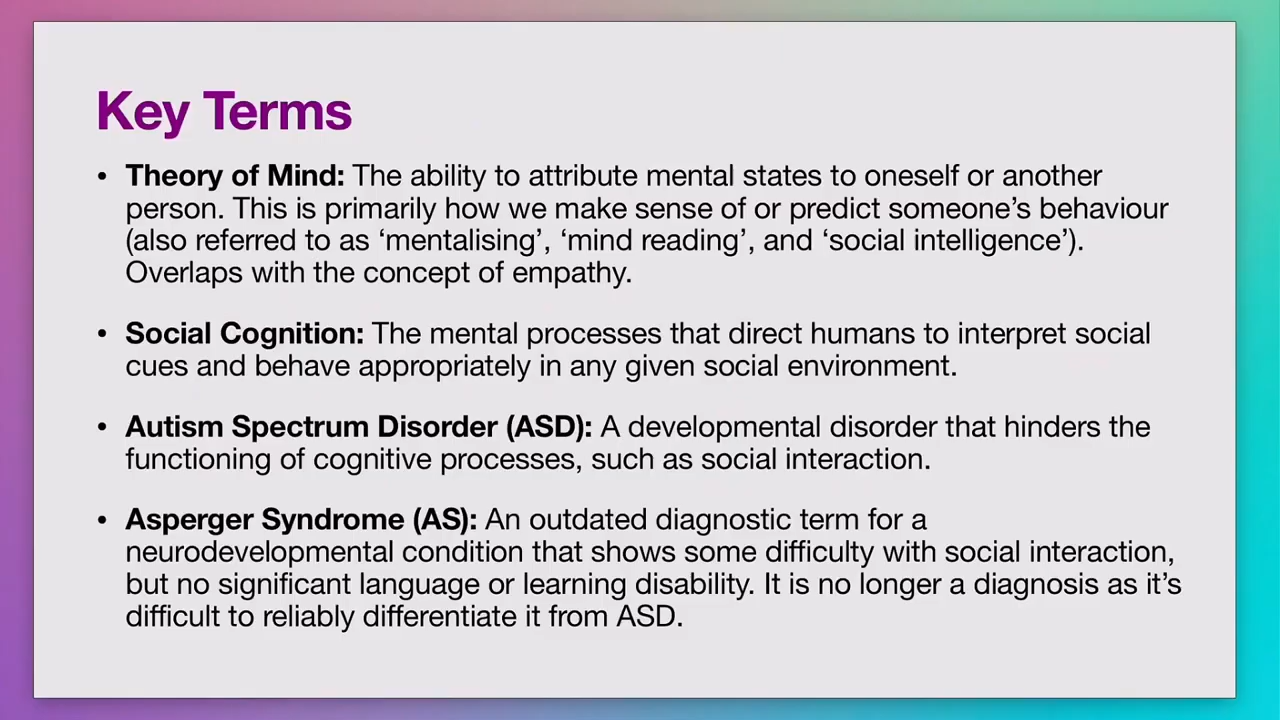 Key Terms
• Theory of Mind: The ability to attribute mental states to oneself or another
person. This is primarily how we make sense of or predict someone’s behaviour
(also referred to as ‘mentalising’, ‘mind reading’, and ‘social intelligence’).
Overlaps with the concept of empathy.
• Social Cognition: The mental processes that direct humans to interpret social
cues and behave appropriately in any given social environment.
• Autism Spectrum Disorder (ASD): A developmental disorder that hinders the
functioning of cognitive processes, such as social interaction.
• Asperger Syndrome (AS): An outdated diagnostic term for a
neurodevelopmental condition that shows some difficulty with social interaction,
but no significant language or learning disability. It is no longer a diagnosis as it’s
difficult to reliably differentiate it from ASD.